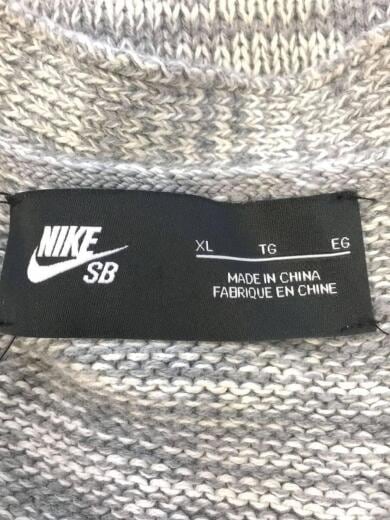 NIKE
SB
XL TG EG
MADE IN CHINA
FABRIQUE EN CHINE